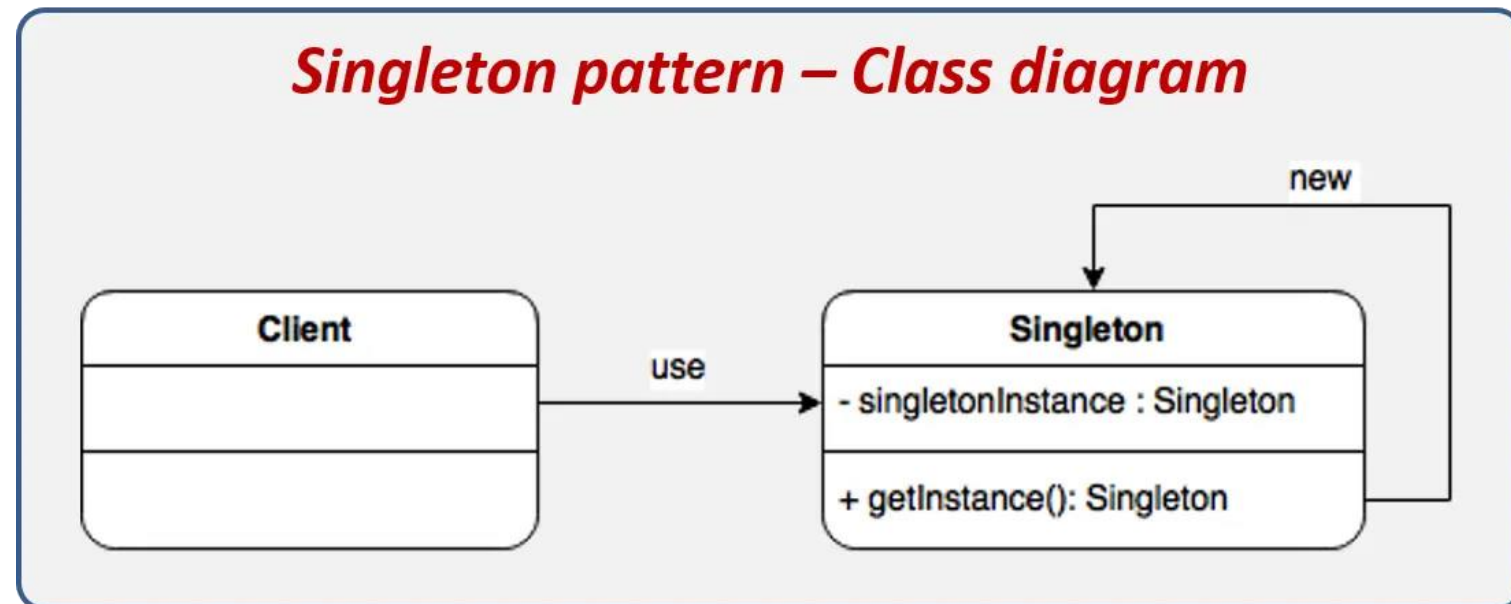 Singleton pattern – Class diagram
new
Client
use
Singleton
- singletonInstance : Singleton
+ getInstance(): Singleton